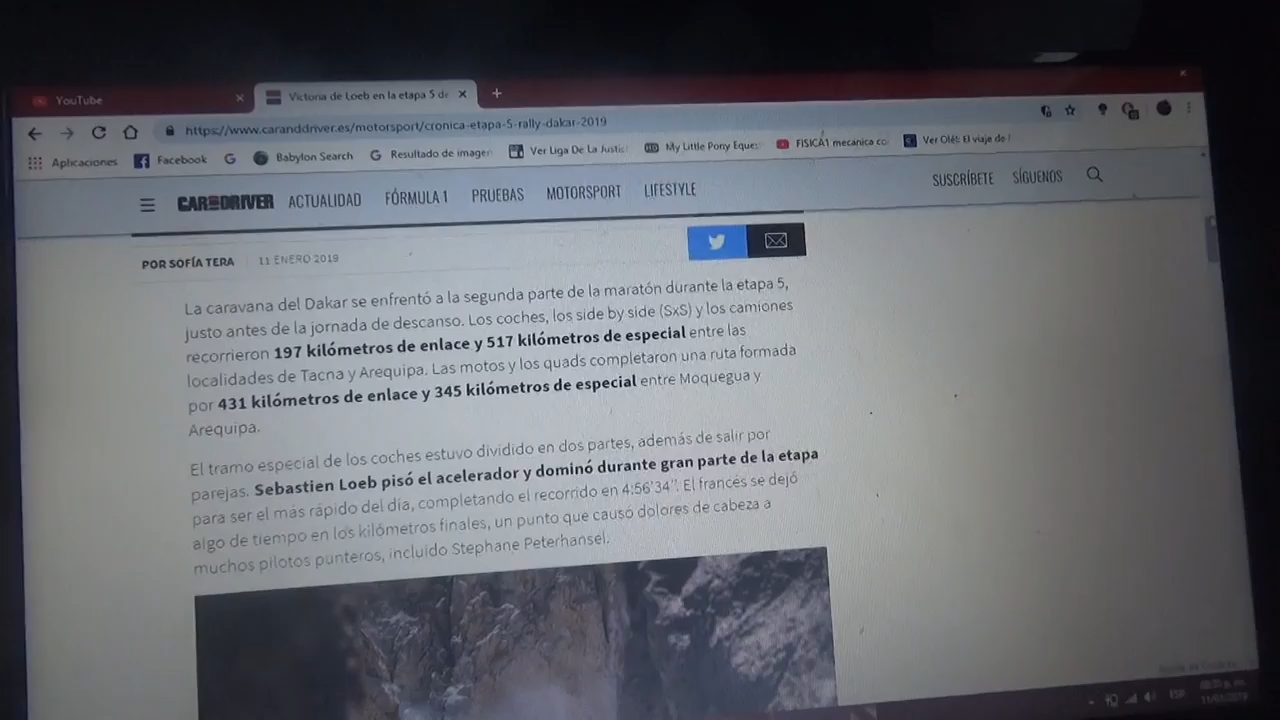 YouTube
Victoria de Loeb en la etapa 5 de
https://www.caranddriver.es/motorsport/cronica-etapa-5-rally-dakar-2019
Aplicaciones Facebook Babylon Search Resultado de imagen Ver Liga De La Justic My Little Pony Eques FISICA1 mecanica co Ver Olé!: El viaje de
CAR AND DRIVER ACTUALIDAD FÓRMULA 1 PRUEBAS MOTORSPORT LIFESTYLE SUSCRÍBETE SÍGUENOS
POR SOFÍA TERA 11 ENERO 2019
La caravana del Dakar se enfrentó a la segunda parte de la maratón durante la etapa 5,
justo antes de la jornada de descanso. Los coches, los side by side (SxS) y los camiones
recorrieron 197 kilómetros de enlace y 517 kilómetros de especial entre las
localidades de Tacna y Arequipa. Las motos y los quads completaron una ruta formada
por 431 kilómetros de enlace y 345 kilómetros de especial entre Moquegua y
Arequipa.
El tramo especial de los coches estuvo dividido en dos partes, además de salir por
parejas. Sebastien Loeb pisó el acelerador y dominó durante gran parte de la etapa
para ser el más rápido del día, completando el recorrido en 4:56'34''. El francés se dejó
algo de tiempo en los kilómetros finales, un punto que causó dolores de cabeza a
muchos pilotos punteros, incluido Stephane Peterhansel.
ESP